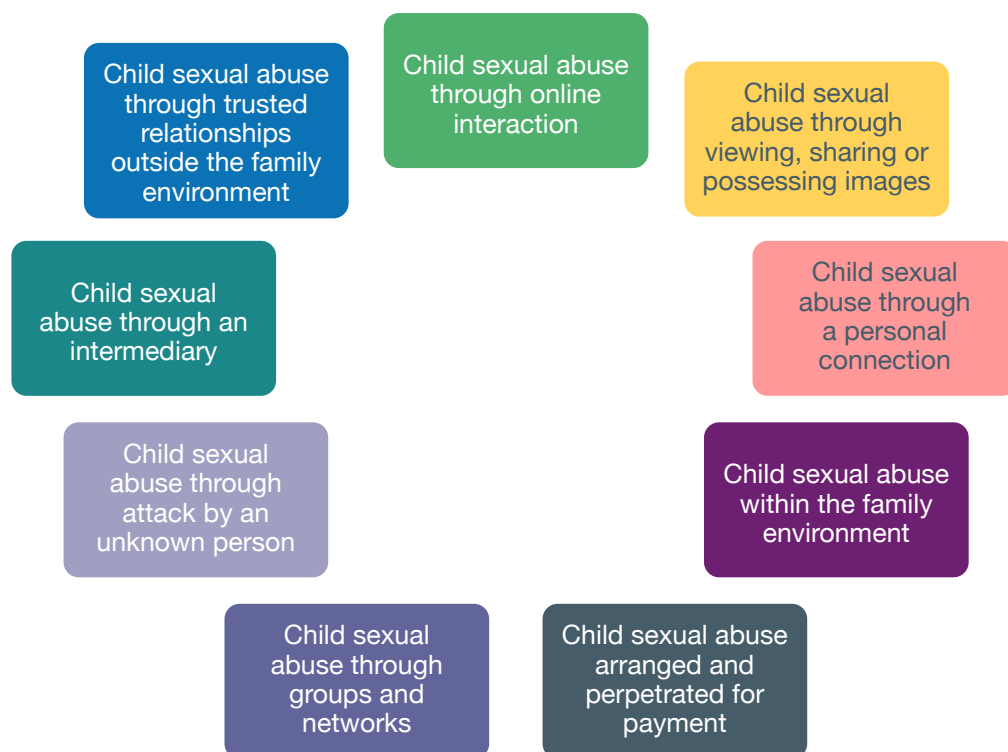 Child sexual abuse
through online
interaction
Child sexual
abuse through
viewing, sharing or
possessing images
Child sexual
abuse through
a personal
connection
Child sexual abuse
within the family
environment
Child sexual abuse
arranged and
perpetrated for
payment
Child sexual
abuse through
groups and
networks
Child sexual
abuse through
attack by an
unknown person
Child sexual
abuse through an
intermediary
Child sexual abuse
through trusted
relationships
outside the family
environment